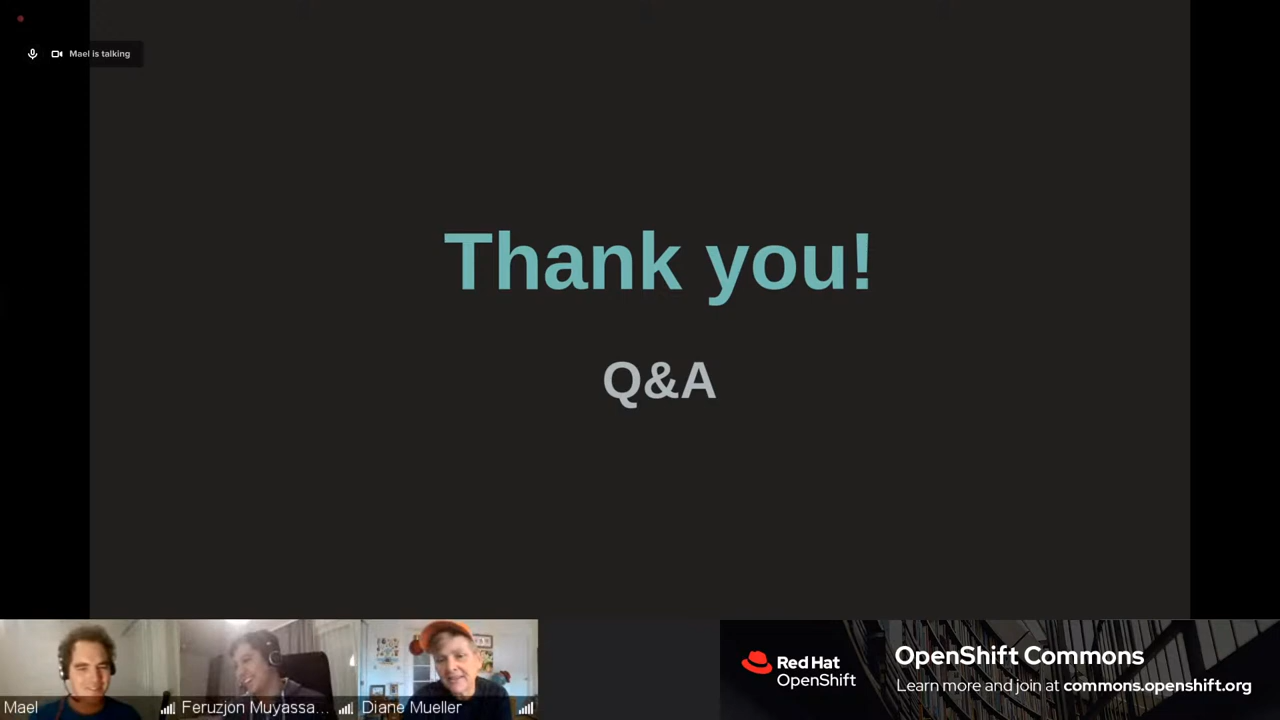 Mael is talking
Thank you!
Q&A
Mael
Feruzjon Muyassa...
Diane Mueller
Red Hat
OpenShift
OpenShift Commons
Learn more and join at commons.openshift.org